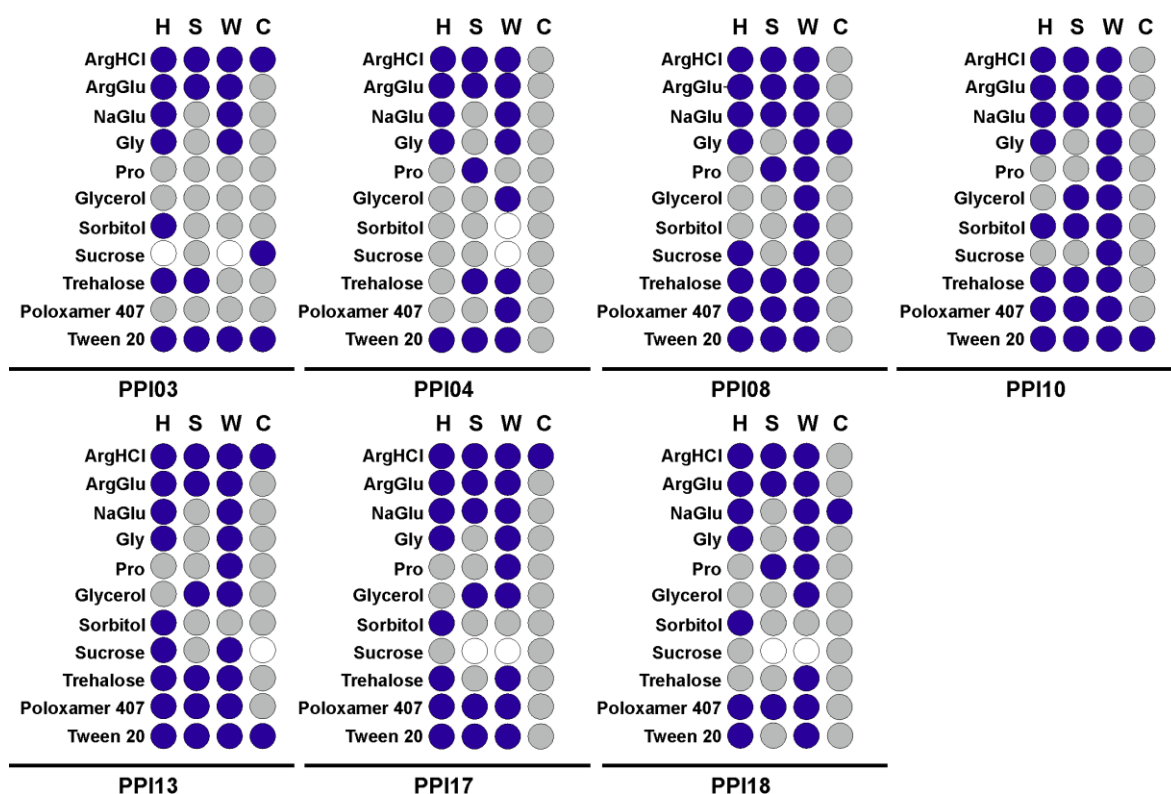 H S W C H S W C H S W C H S W C
ArgHCl ArgHCl ArgHCl ArgHCl
ArgGlu ArgGlu ArgGlu ArgGlu
NaGlu NaGlu NaGlu NaGlu
Gly Gly Gly Gly
Pro Pro Pro Pro
Glycerol Glycerol Glycerol Glycerol
Sorbitol Sorbitol Sorbitol Sorbitol
Sucrose Sucrose Sucrose Sucrose
Trehalose Trehalose Trehalose Trehalose
Poloxamer 407 Poloxamer 407 Poloxamer 407 Poloxamer 407
Tween 20 Tween 20 Tween 20 Tween 20
PPI03 PPI04 PPI08 PPI10
H S W C H S W C H S W C
ArgHCl ArgHCl ArgHCl
ArgGlu ArgGlu ArgGlu
NaGlu NaGlu NaGlu
Gly Gly Gly
Pro Pro Pro
Glycerol Glycerol Glycerol
Sorbitol Sorbitol Sorbitol
Sucrose Sucrose Sucrose
Trehalose Trehalose Trehalose
Poloxamer 407 Poloxamer 407 Poloxamer 407
Tween 20 Tween 20 Tween 20
PPI13 PPI17 PPI18